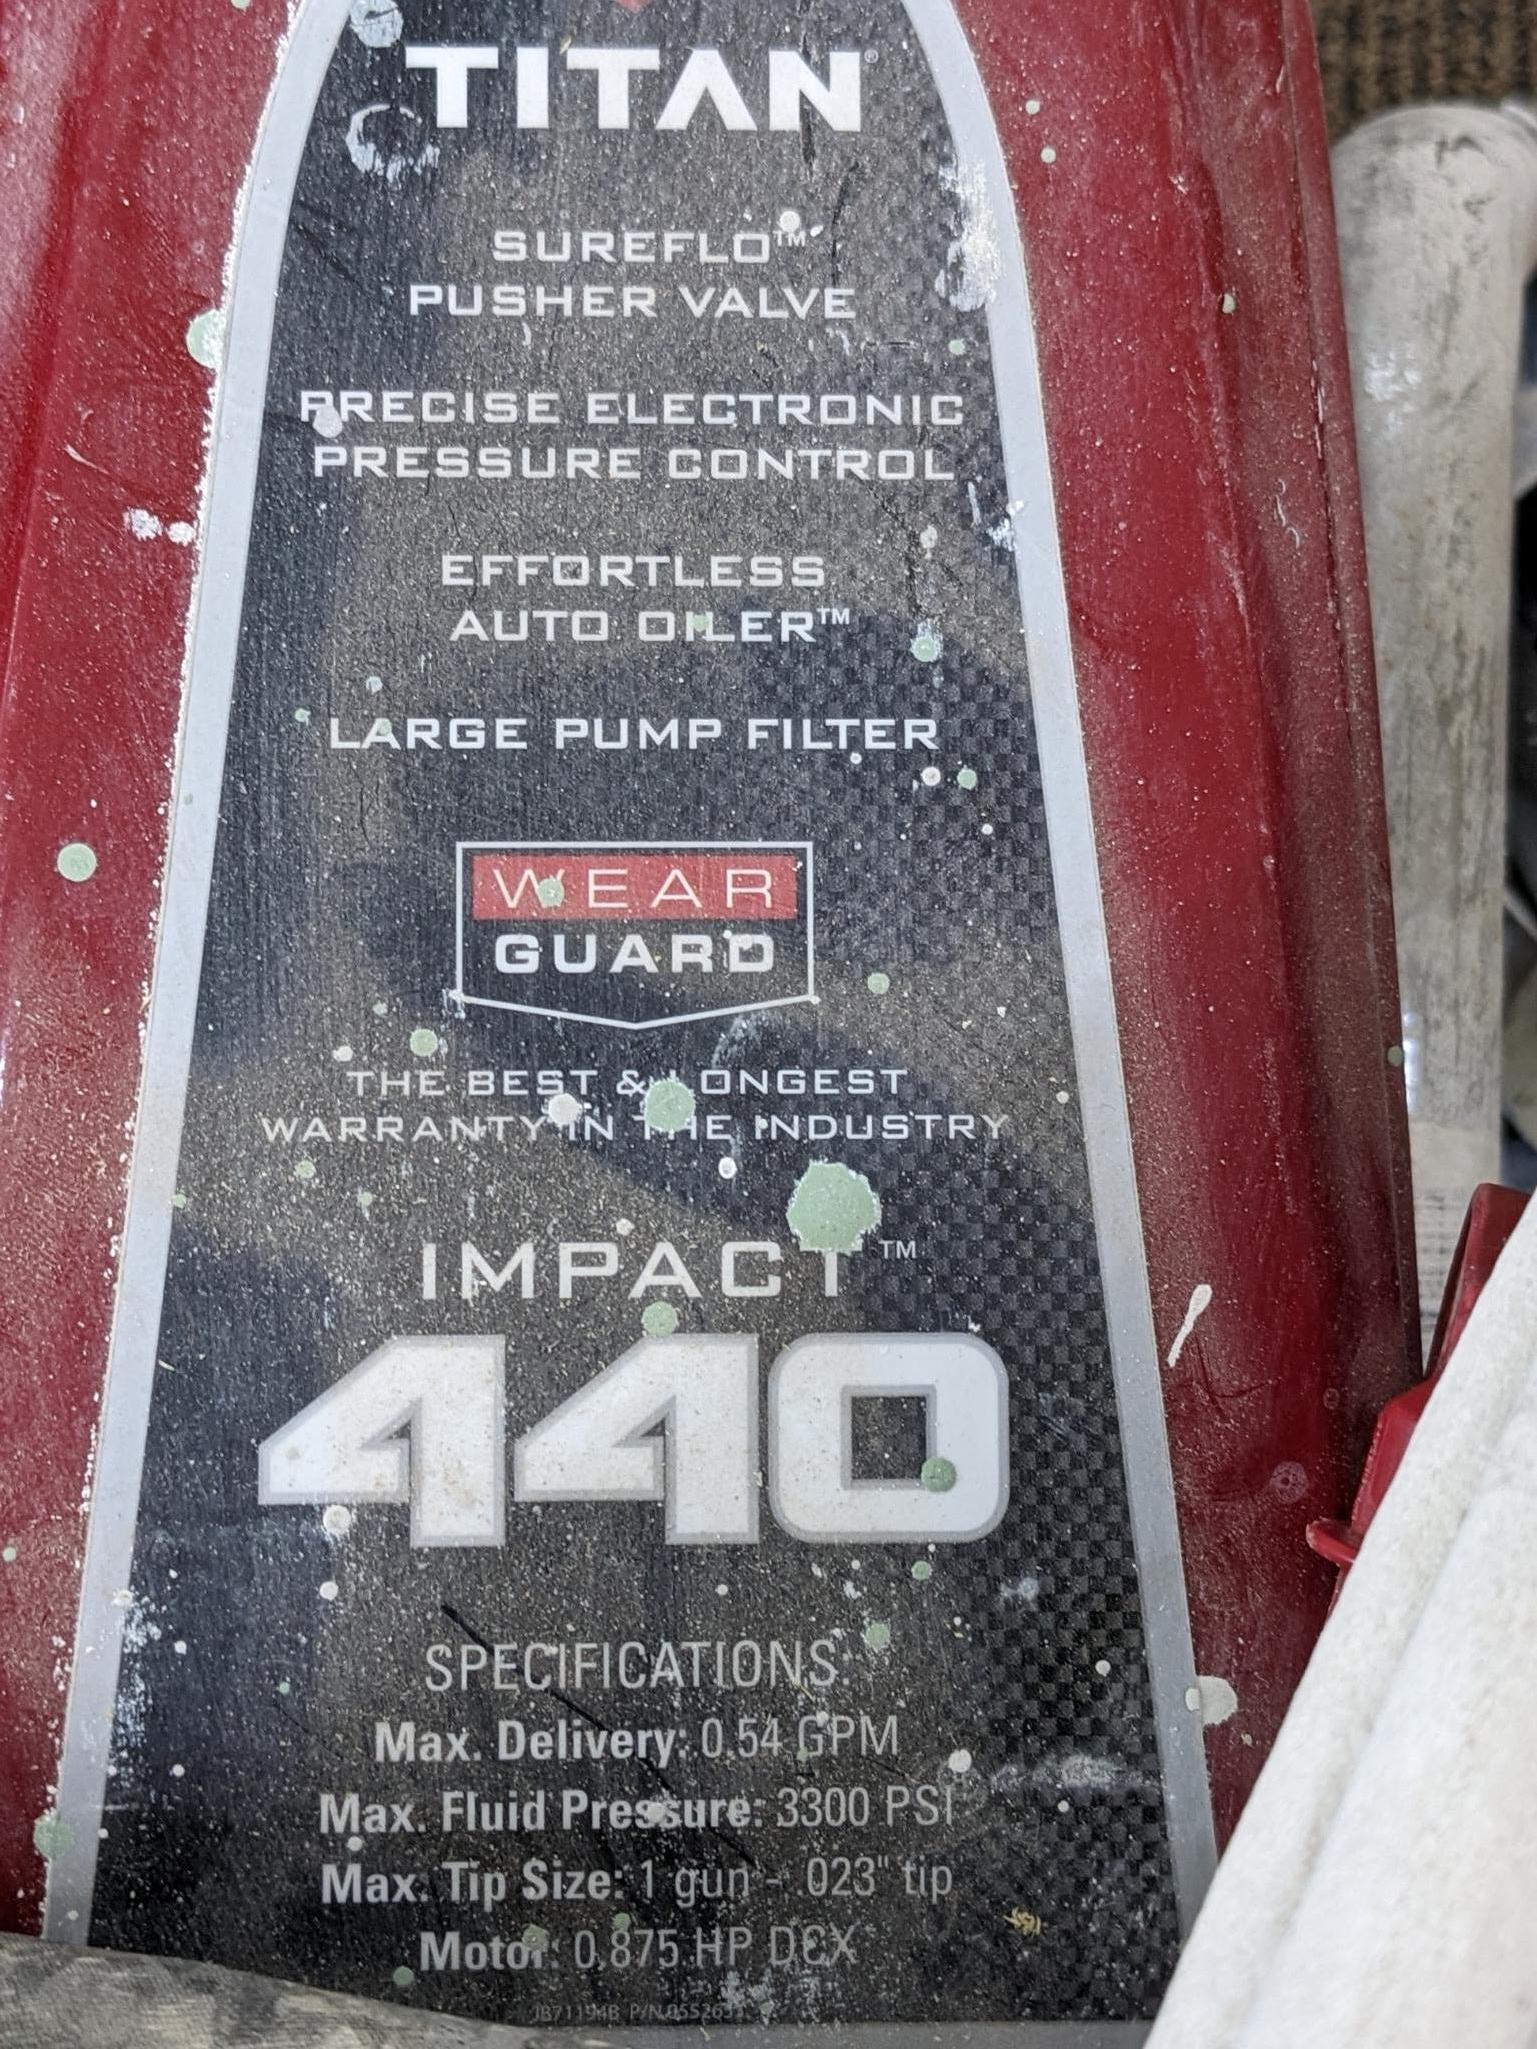 TITAN®
SUREFLO™
PUSHER VALVE
PRECISE ELECTRONIC
PRESSURE CONTROL
EFFORTLESS
AUTO OILER™
LARGE PUMP FILTER
WEAR
GUARD
THE BEST & LONGEST
WARRANTY IN THE INDUSTRY
IMPACT™
440
SPECIFICATIONS
Max. Delivery: 0.54 GPM
Max. Fluid Pressure: 3300 PSI
Max. Tip Size: 1 gun - .023" tip
Motor: 0.875 HP DCX
P/N